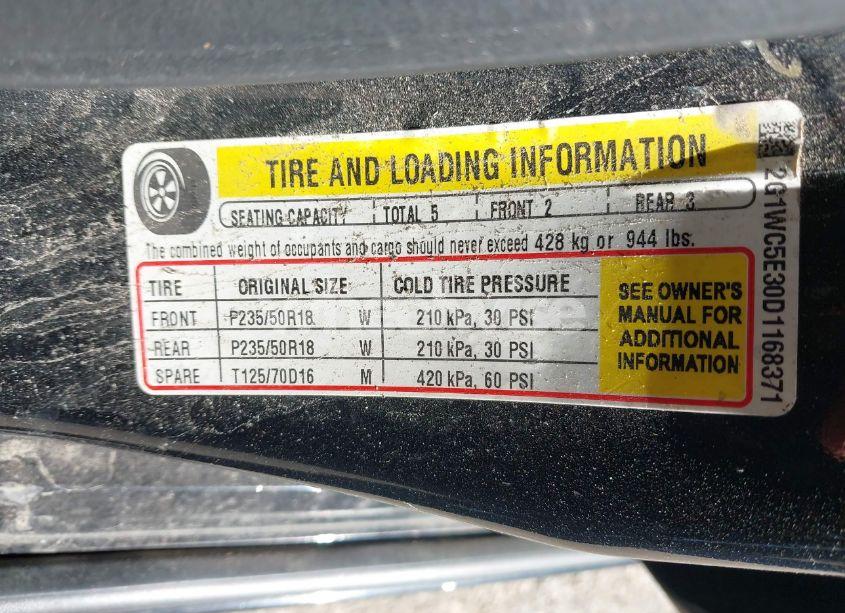 TIRE AND LOADING INFORMATION
SEATING CAPACITY TOTAL 5 FRONT 2 REAR 3
The combined weight of occupants and cargo should never exceed 428 kg or 944 lbs.
TIRE ORIGINAL SIZE COLD TIRE PRESSURE
FRONT P235/50R18 W 210 kPa, 30 PSI
REAR P235/50R18 W 210 kPa, 30 PSI
SPARE T125/70D16 M 420 kPa, 60 PSI
SEE OWNER'S
MANUAL FOR
ADDITIONAL
INFORMATION
2G1WC5E30D1168371